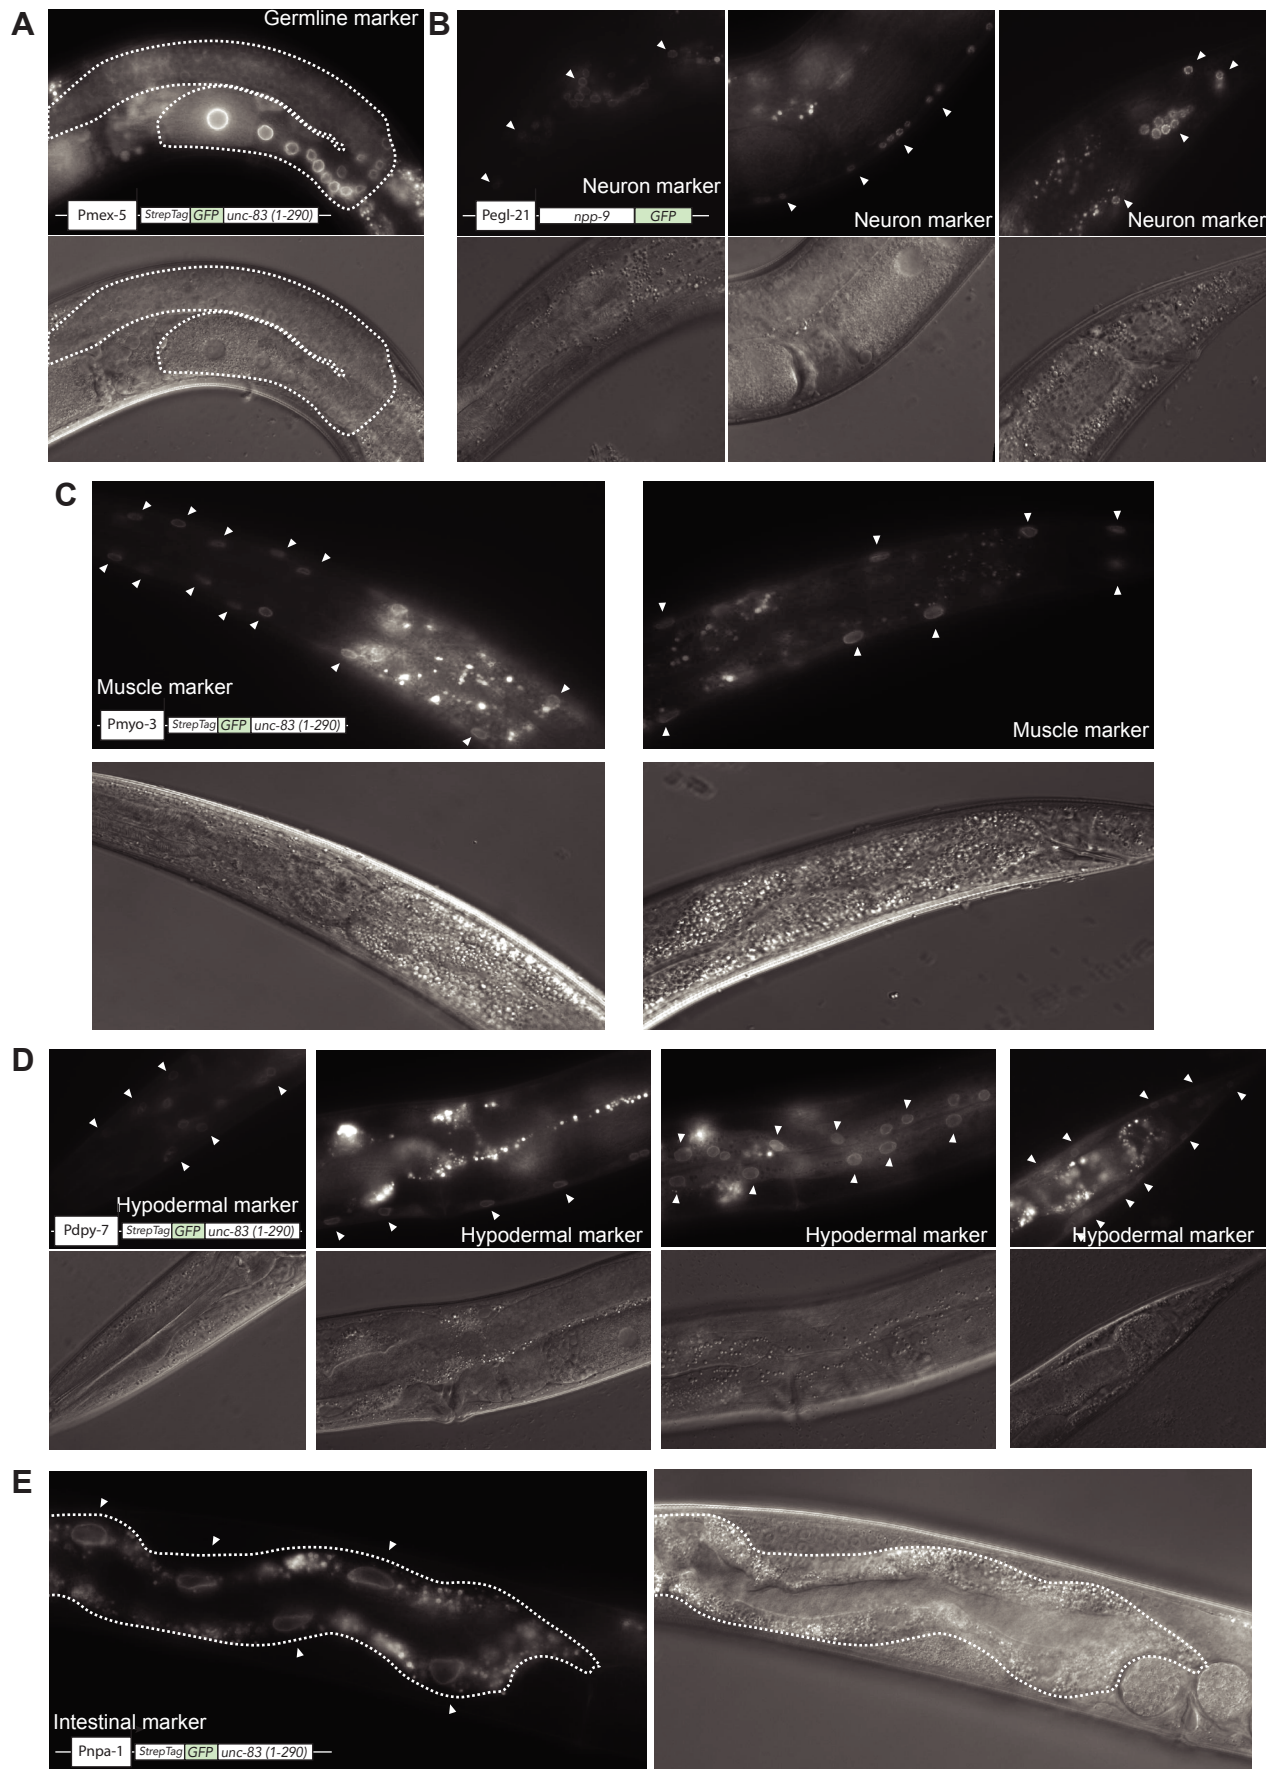 A
Germline marker
Pmex-5 StrepTag GFP unc-83 (1-290)
B
Neuron marker
Pegl-21 npp-9 GFP
Neuron marker
Neuron marker
C
Muscle marker
Pmyo-3 StrepTag GFP unc-83 (1-290)
Muscle marker
D
Hypodermal marker
Pdpy-7 StrepTag GFP unc-83 (1-290)
Hypodermal marker
Hypodermal marker
Hypodermal marker
E
Intestinal marker
Pnpa-1 StrepTag GFP unc-83 (1-290)